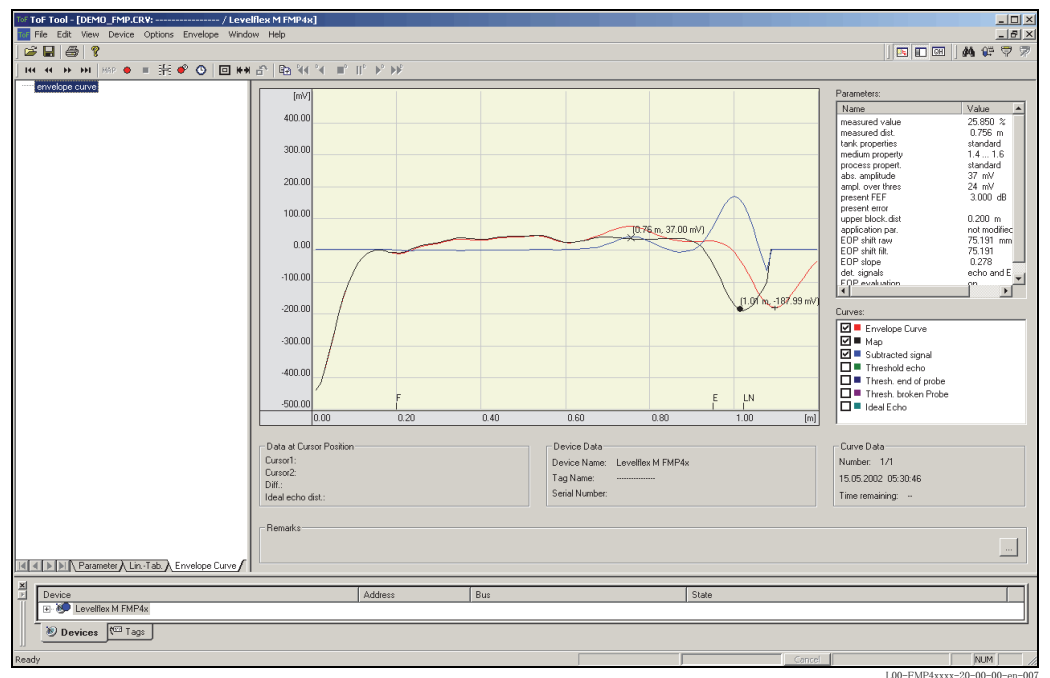 ToF Tool - [DEMO_FMP.CRV: --------------- / Levelflex M FMP4x]
File Edit View Device Options Envelope Window Help
MAP
envelope curve
[mV]
400.00
300.00
200.00
100.00
0.00
-100.00
-200.00
-300.00
-400.00
-500.00
(0.76 m, 37.00 mV)
(1.01 m, -187.99 mV)
F E LN
0.00 0.20 0.40 0.60 0.80 1.00 [m]
Parameters:
Name Value
measured value 25.850 %
measured dist. 0.756 m
tank properties standard
medium property 1.4 ... 1.6
process propert. standard
abs. amplitude 37 mV
ampl. over thres 24 mV
present FEF 3.000 dB
present error
upper block.dist 0.200 m
application par. not modified
EOP shift raw 75.191 mm
EOP shift filt. 75.191
EOP slope 0.278
det. signals echo and E
EOP evaluation on
Curves:
Envelope Curve
Map
Subtracted signal
Threshold echo
Thresh. end of probe
Thresh. broken Probe
Ideal Echo
Data at Cursor Position
Cursor1:
Cursor2:
Diff.:
Ideal echo dist.:
Device Data
Device Name: Levelflex M FMP4x
Tag Name: ---------------
Serial Number:
Curve Data
Number: 1/1
15.05.2002 05:30:46
Time remaining: --
Remarks
...
Parameter Lin.-Tab. Envelope Curve
Device Address Bus State
Levelflex M FMP4x
Devices Tags
Ready Cancel NUM
L00-FMP4xxxx-20-00-00-en-007